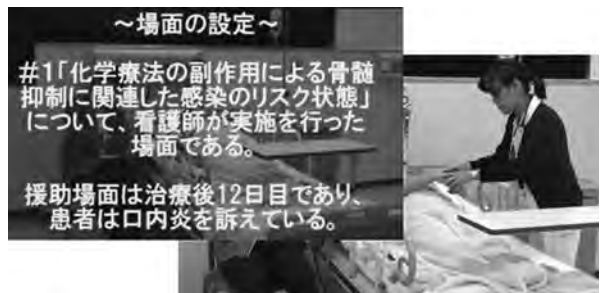 ～場面の設定～
#1「化学療法の副作用による骨髄
抑制に関連した感染のリスク状態」
について、看護師が実施を行った
場面である。
援助場面は治療後12日目であり、
患者は口内炎を訴えている。